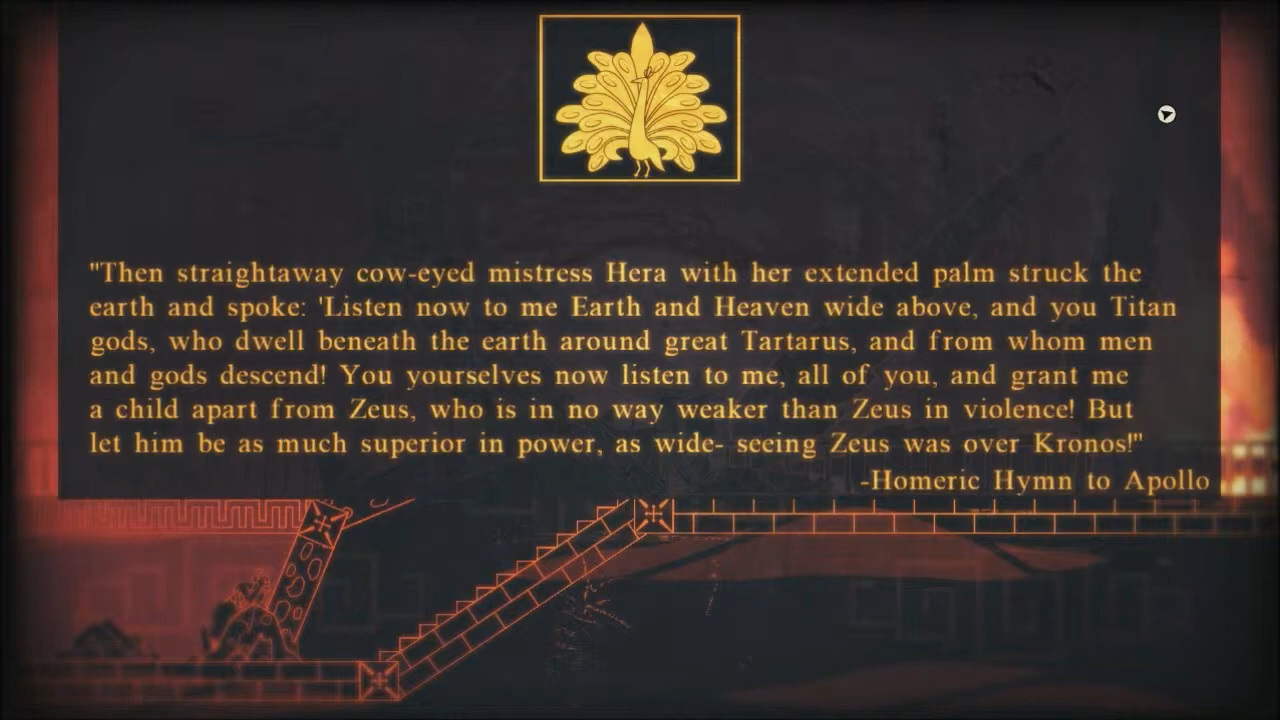 "Then straightaway cow-eyed mistress Hera with her extended palm struck the
earth and spoke: 'Listen now to me Earth and Heaven wide above, and you Titan
gods, who dwell beneath the earth around great Tartarus, and from whom men
and gods descend! You yourselves now listen to me, all of you, and grant me
a child apart from Zeus, who is in no way weaker than Zeus in violence! But
let him be as much superior in power, as wide- seeing Zeus was over Kronos!"
-Homeric Hymn to Apollo